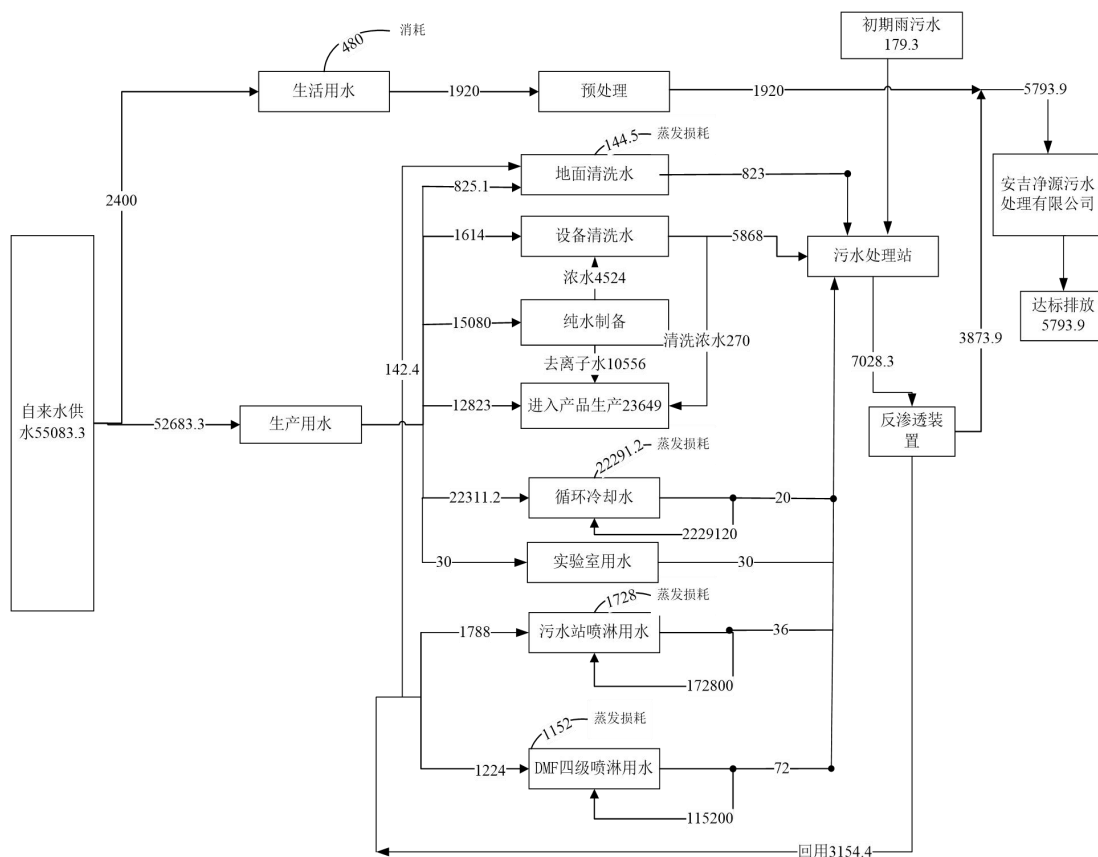 初期雨污水
179.3
消耗
480
生活用水
1920
预处理
1920
5793.9
2400
144.5
蒸发损耗
825.1
地面清洗水
823
安吉净源污水
处理有限公司
1614
设备清洗水
5868
污水处理站
浓水4524
达标排放
5793.9
15080
纯水制备
142.4
清洗浓水270
3873.9
7028.3
去离子水10556
自来水供
水55083.3
52683.3
生产用水
12823
进入产品生产23649
反渗透装
置
22291.2
蒸发损耗
22311.2
循环冷却水
20
2229120
30
实验室用水
30
1728
蒸发损耗
1788
污水站喷淋用水
36
172800
1152
蒸发损耗
1224
DMF四级喷淋用水
72
115200
回用3154.4